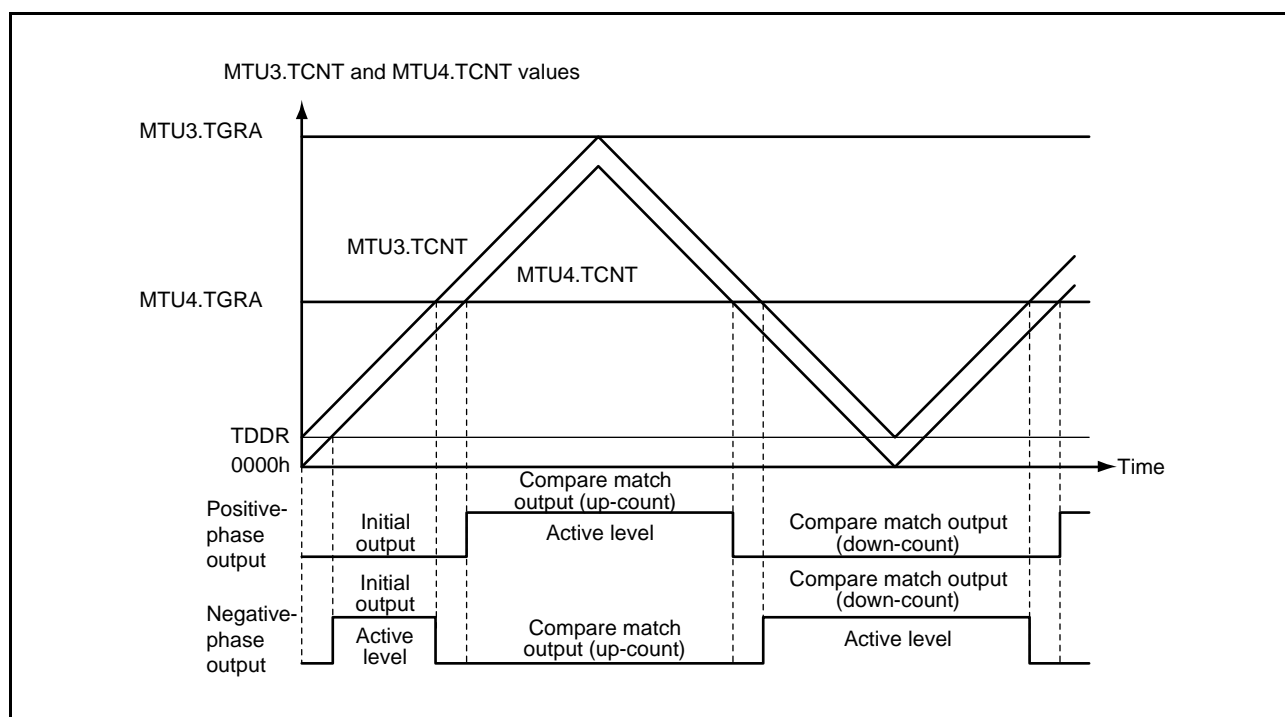 MTU3.TCNT and MTU4.TCNT values
MTU3.TGRA
MTU3.TCNT
MTU4.TCNT
MTU4.TGRA
TDDR
0000h
Time
Positive-
phase
output
Initial
output
Compare match
output (up-count)
Active level
Compare match output
(down-count)
Negative-
phase
output
Initial
output
Active
level
Compare match
output (up-count)
Compare match output
(down-count)
Active level